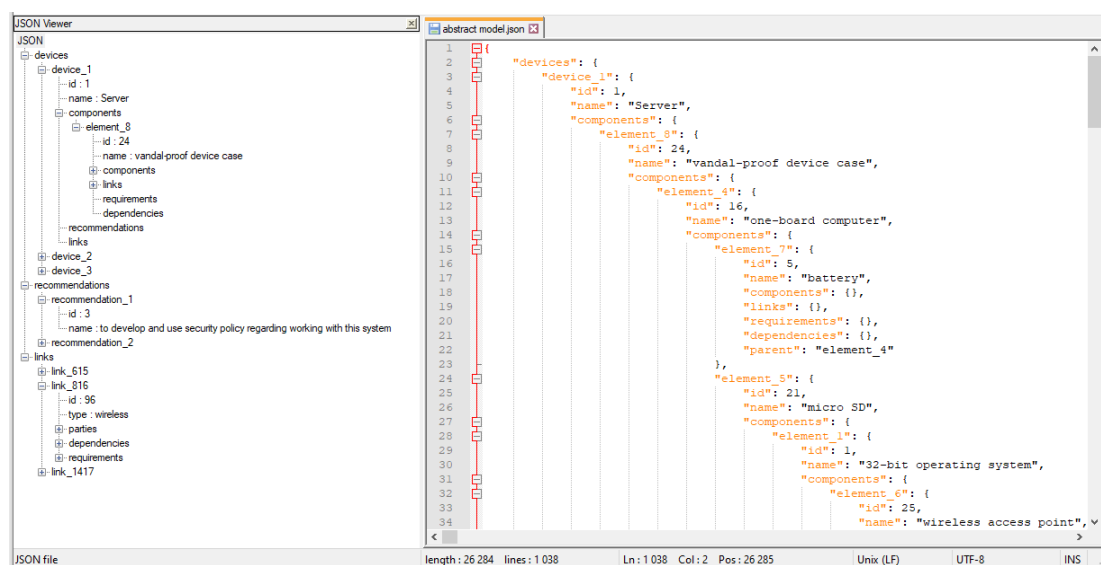 JSON Viewer
JSON
devices
device_1
id : 1
name : Server
components
element_8
id : 24
name : vandal-proof device case
components
links
requirements
dependencies
recommendations
links
device_2
device_3
recommendations
recommendation_1
id : 3
name : to develop and use security policy regarding working with this system
recommendation_2
links
link_615
link_816
id : 96
type : wireless
parties
dependencies
requirements
link_1417
JSON file
abstract model.json
1 {
2 "devices": {
3 "device_1": {
4 "id": 1,
5 "name": "Server",
6 "components": {
7 "element_8": {
8 "id": 24,
9 "name": "vandal-proof device case",
10 "components": {
11 "element_4": {
12 "id": 16,
13 "name": "one-board computer",
14 "components": {
15 "element_7": {
16 "id": 5,
17 "name": "battery",
18 "components": {},
19 "links": {},
20 "requirements": {},
21 "dependencies": {},
22 "parent": "element_4"
23 },
24 "element_5": {
25 "id": 21,
26 "name": "micro SD",
27 "components": {
28 "element_1": {
29 "id": 1,
30 "name": "32-bit operating system",
31 "components": {
32 "element_6": {
33 "id": 25,
34 "name": "wireless access point",
length : 26 284 lines : 1 038 Ln : 1 038 Col : 2 Pos : 26 285 Unix (LF) UTF-8 INS